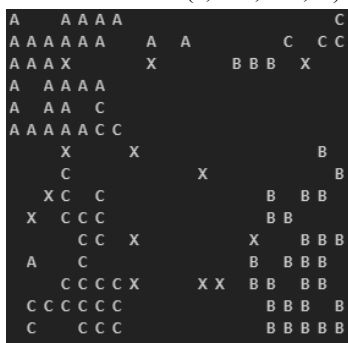 A     A A A A                         C
A A A A A A     A   A           C   C C
A A A X         X         B B B   X
A   A A A A
A   A A   C
A A A A A C C
      X       X                     B
      C               X               B
    X C   C                   B   B B
  X   C C C                   B B
        C C   X             X     B B B
  A     C                   B   B B B
      C C C C X       X X   B B   B B
  C C C C C C                 B B B   B
  C     C C C                 B B B B B